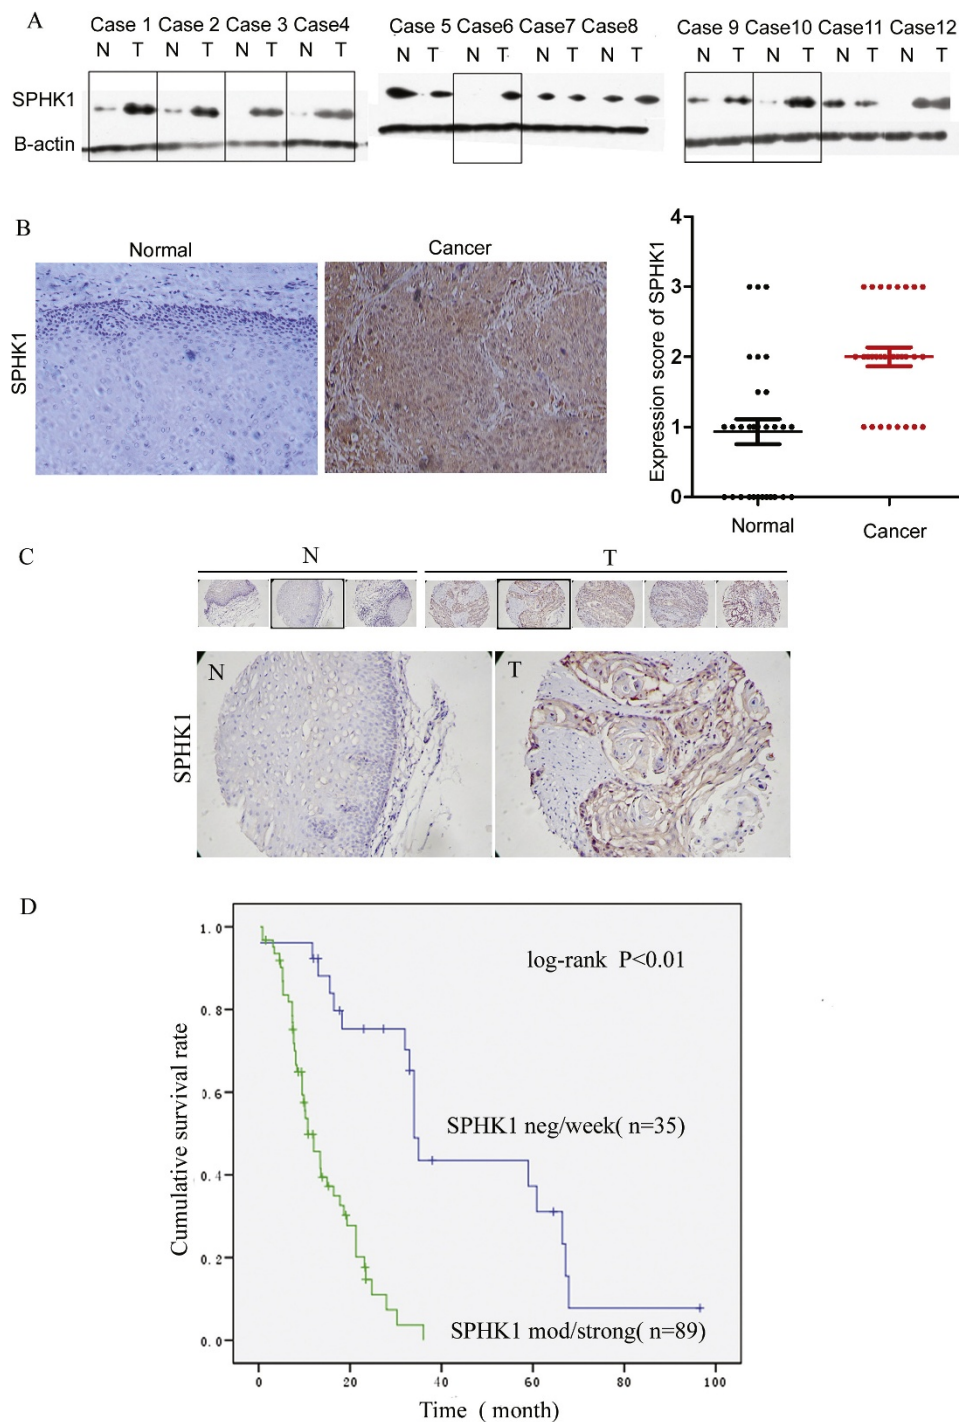 A
Case 1 Case 2 Case 3 Case4
N T N T N T N T
Case 5 Case6 Case7 Case8
N T N T N T N T
Case 9 Case10 Case11 Case12
N T N T N T N T
SPHK1
B-actin
B
Normal
Cancer
SPHK1
Expression score of SPHK1
4
3
2
1
0
Normal
Cancer
C
N
T
SPHK1
N
T
D
Cumulative survival rate
1.0
0.8
0.6
0.4
0.2
0.0
log-rank P<0.01
SPHK1 neg/week( n=35)
SPHK1 mod/strong( n=89)
0 20 40 60 80 100
Time ( month)